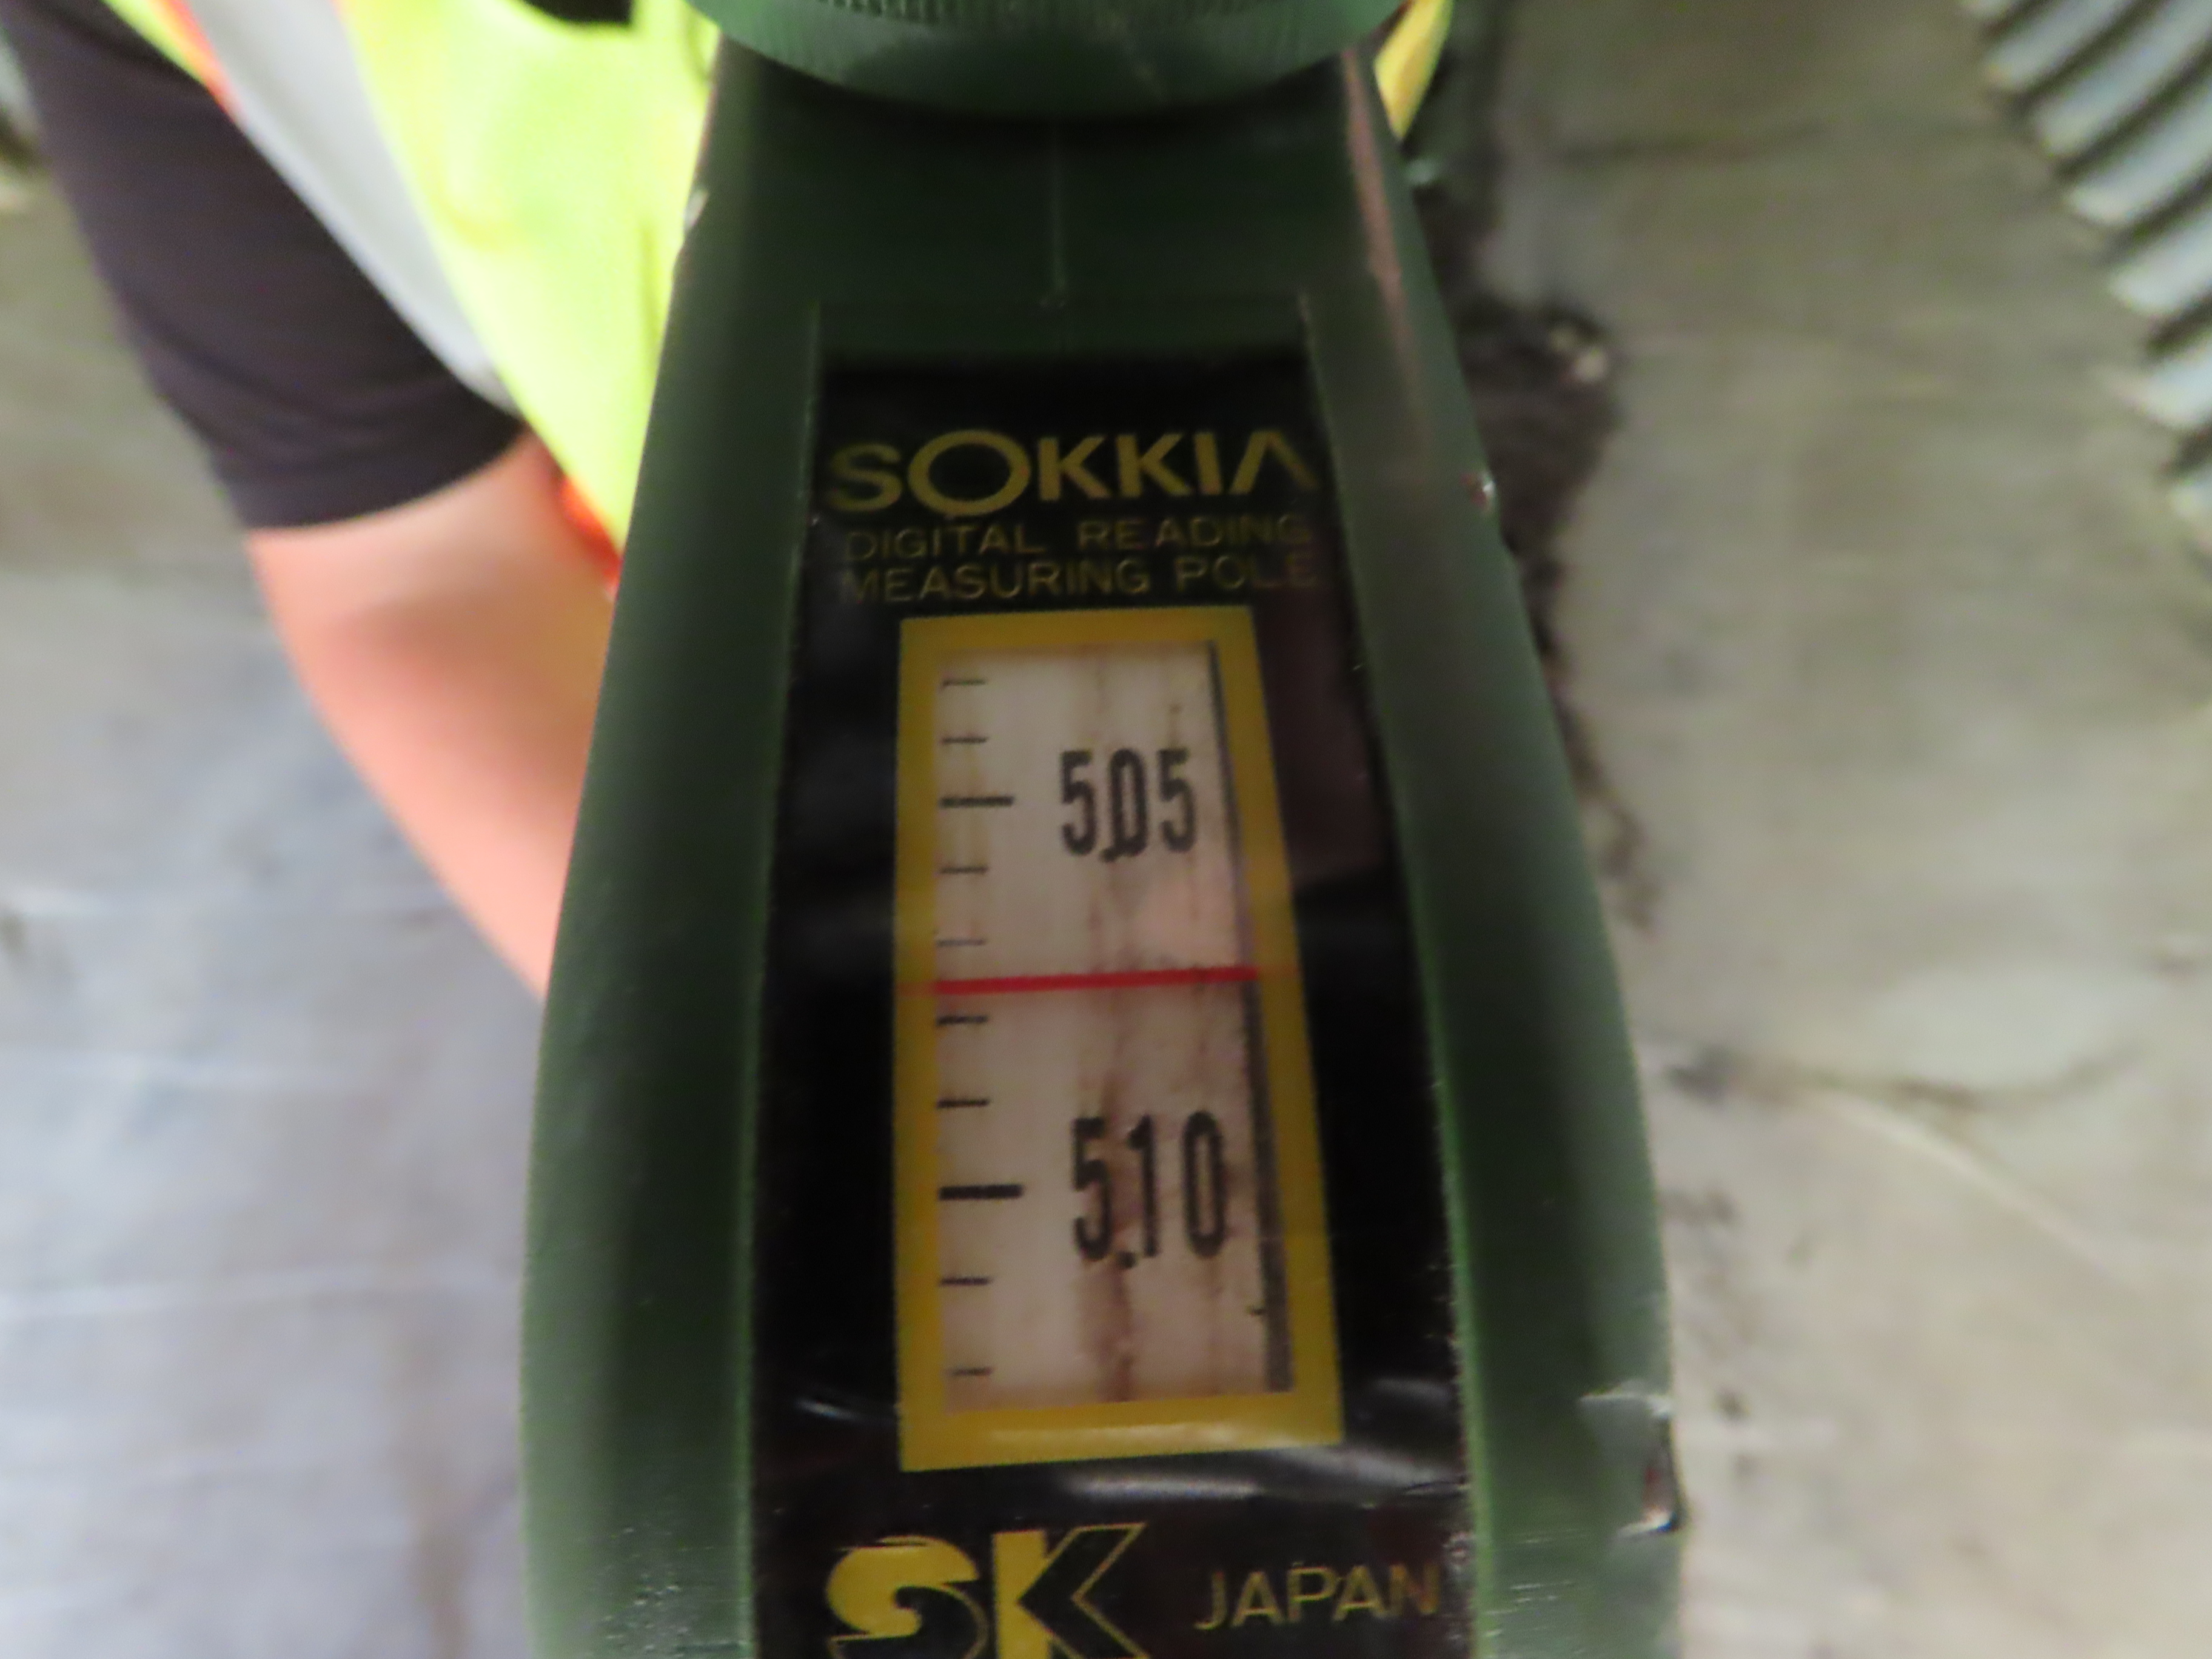 SOKKIA
DIGITAL READING
MEASURING POLE
5.05
5.10
SK JAPAN